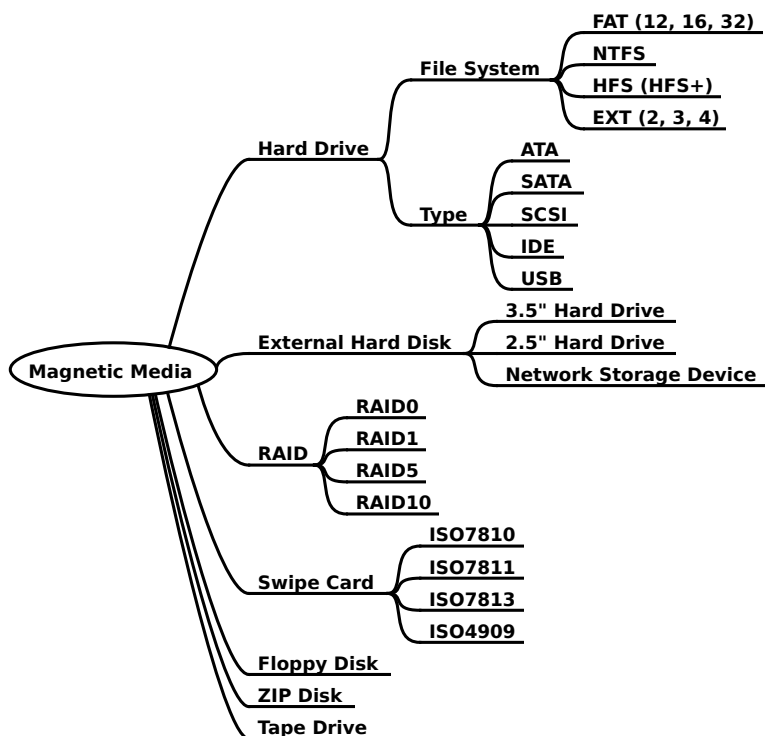 Magnetic Media
Hard Drive
File System
FAT (12, 16, 32)
NTFS
HFS (HFS+)
EXT (2, 3, 4)
Type
ATA
SATA
SCSI
IDE
USB
External Hard Disk
3.5" Hard Drive
2.5" Hard Drive
Network Storage Device
RAID
RAID0
RAID1
RAID5
RAID10
Swipe Card
ISO7810
ISO7811
ISO7813
ISO4909
Floppy Disk
ZIP Disk
Tape Drive